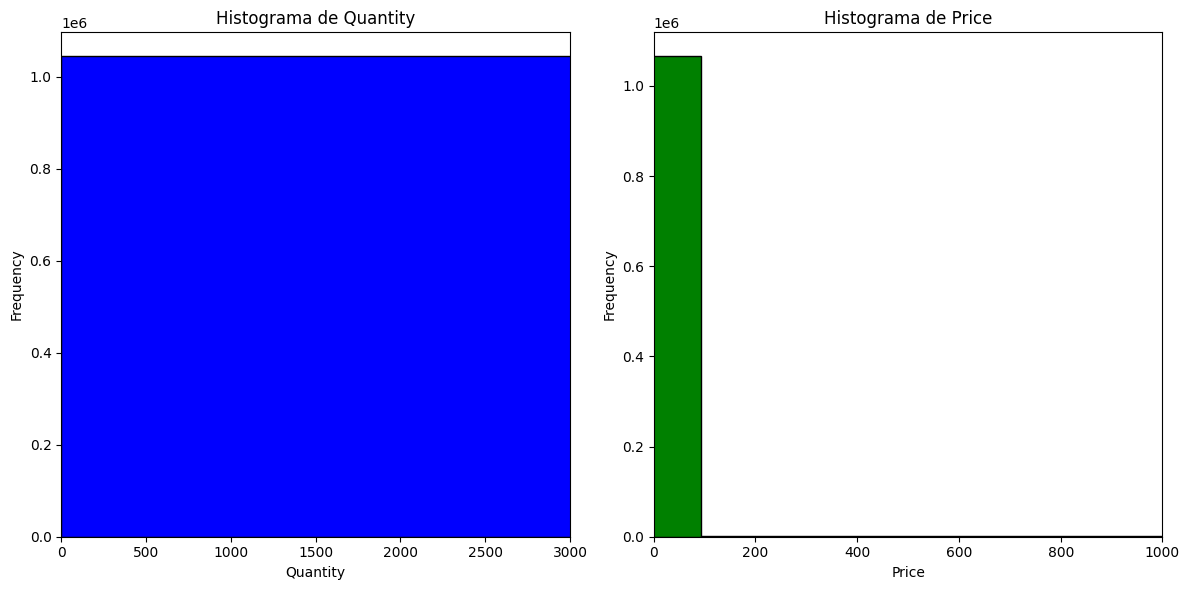 Histograma de Quantity
1e6
1.0
0.8
0.6
0.4
0.2
0.0
Frequency
0 500 1000 1500 2000 2500 3000
Quantity
Histograma de Price
1e6
1.0
0.8
0.6
0.4
0.2
0.0
Frequency
0 200 400 600 800 1000
Price